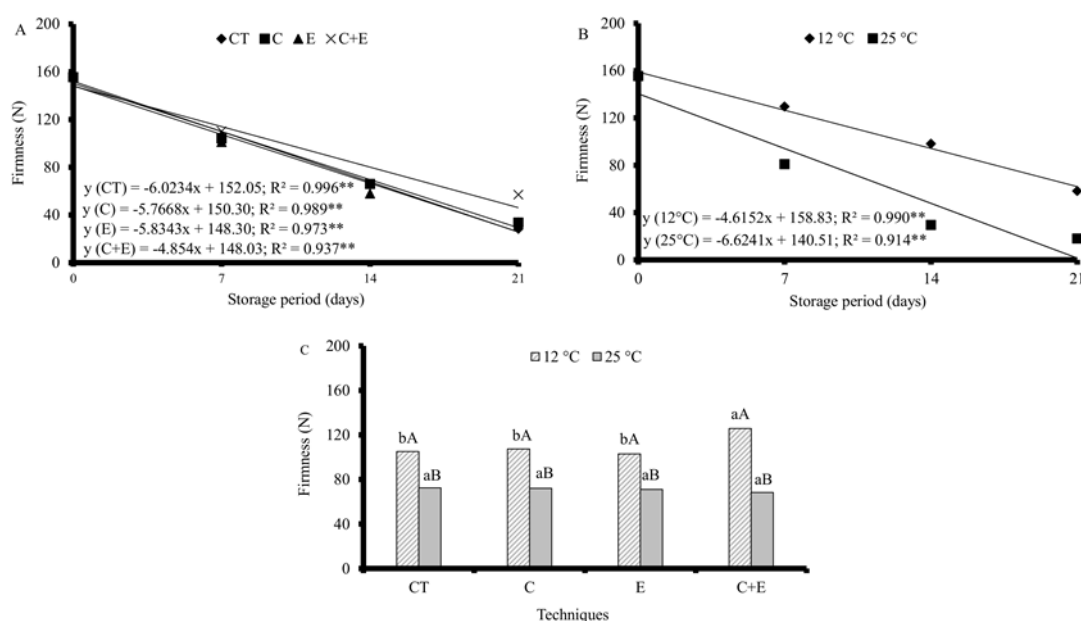 A
CT C E C+E
Firmness (N)
200
160
120
80
40
0
y (CT) = -6.0234x + 152.05; R² = 0.996**
y (C) = -5.7668x + 150.30; R² = 0.989**
y (E) = -5.8343x + 148.30; R² = 0.973**
y (C+E) = -4.854x + 148.03; R² = 0.937**
0 7 14 21
Storage period (days)
B
12 °C 25 °C
Firmness (N)
200
160
120
80
40
0
y (12°C) = -4.6152x + 158.83; R² = 0.990**
y (25°C) = -6.6241x + 140.51; R² = 0.914**
0 7 14 21
Storage period (days)
C
12 °C 25 °C
Firmness (N)
200
160
120
80
40
0
bA aB bA aB bA aB aA aB
CT C E C+E
Techniques